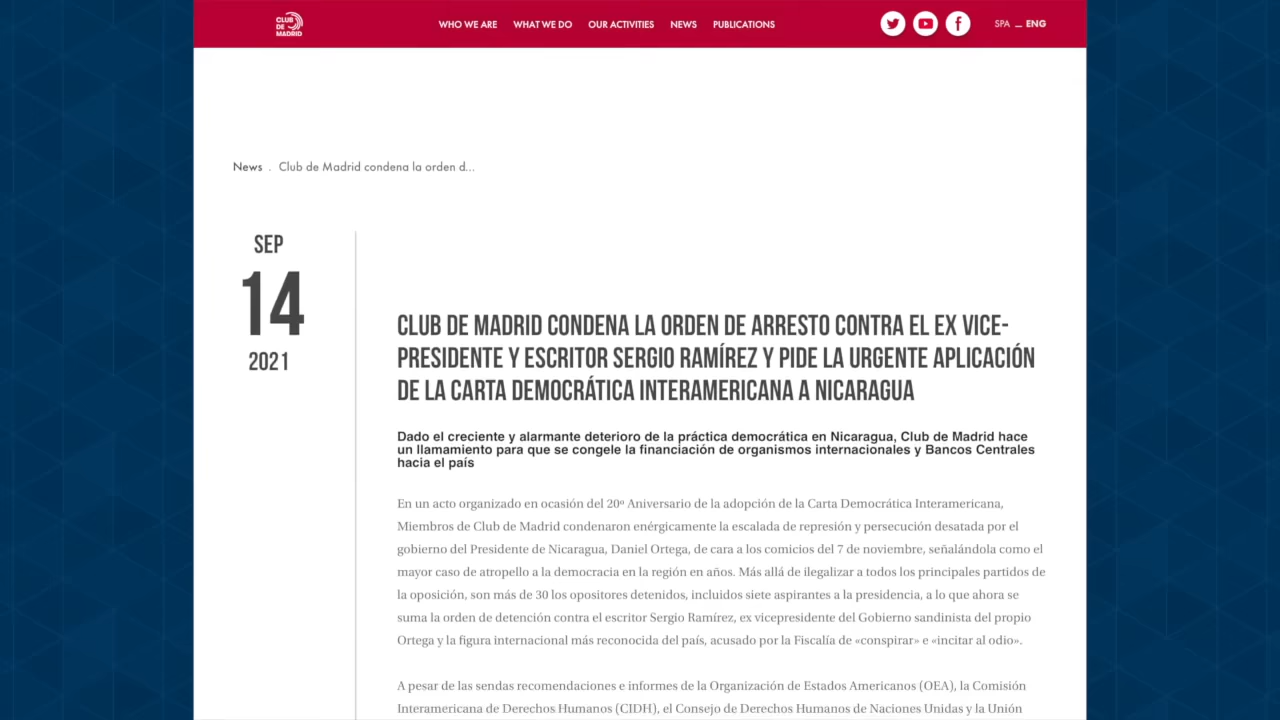 CLUB
DE
MADRID
WHO WE ARE WHAT WE DO OUR ACTIVITIES NEWS PUBLICATIONS
SPA _ ENG
News . Club de Madrid condena la orden d...
SEP
14
2021
CLUB DE MADRID CONDENA LA ORDEN DE ARRESTO CONTRA EL EX VICE-
PRESIDENTE Y ESCRITOR SERGIO RAMÍREZ Y PIDE LA URGENTE APLICACIÓN
DE LA CARTA DEMOCRÁTICA INTERAMERICANA A NICARAGUA
Dado el creciente y alarmante deterioro de la práctica democrática en Nicaragua, Club de Madrid hace
un llamamiento para que se congele la financiación de organismos internacionales y Bancos Centrales
hacia el país
En un acto organizado en ocasión del 20º Aniversario de la adopción de la Carta Democrática Interamericana,
Miembros de Club de Madrid condenaron enérgicamente la escalada de represión y persecución desatada por el
gobierno del Presidente de Nicaragua, Daniel Ortega, de cara a los comicios del 7 de noviembre, señalándola como el
mayor caso de atropello a la democracia en la región en años. Más allá de ilegalizar a todos los principales partidos de
la oposición, son más de 30 los opositores detenidos, incluidos siete aspirantes a la presidencia, a lo que ahora se
suma la orden de detención contra el escritor Sergio Ramírez, ex vicepresidente del Gobierno sandinista del propio
Ortega y la figura internacional más reconocida del país, acusado por la Fiscalía de «conspirar» e «incitar al odio».
A pesar de las sendas recomendaciones e informes de la Organización de Estados Americanos (OEA), la Comisión
Interamericana de Derechos Humanos (CIDH), el Consejo de Derechos Humanos de Naciones Unidas y la Unión